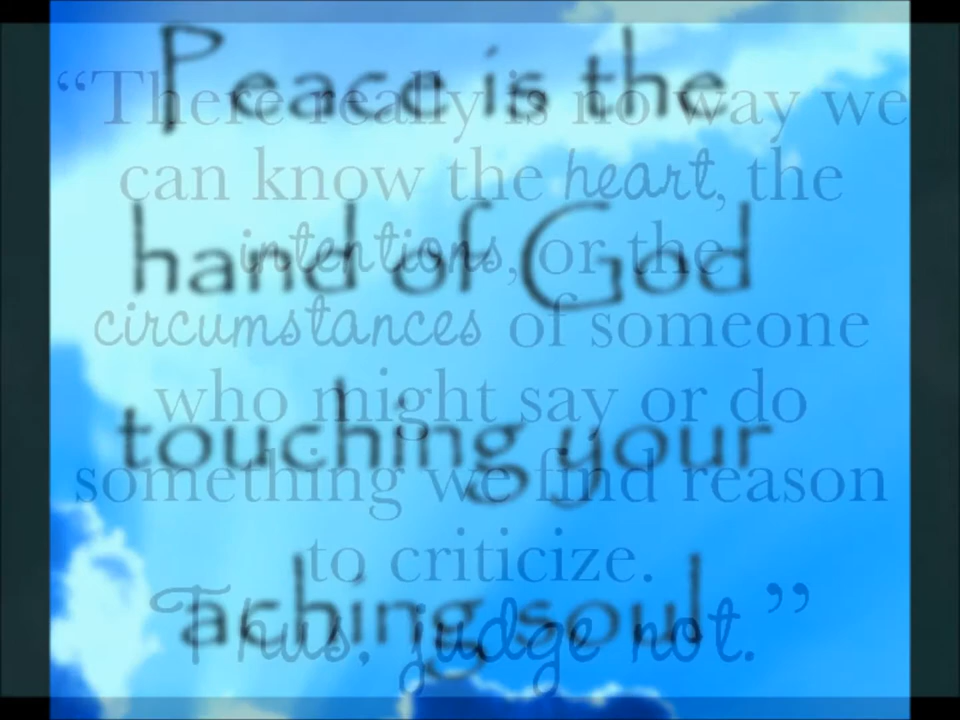 Peace is the
hand of God
touching your
aching soul
“There really is no way we
can know the heart, the
intentions, or the
circumstances of someone
who might say or do
something we find reason
to criticize.
Thus, judge not.”